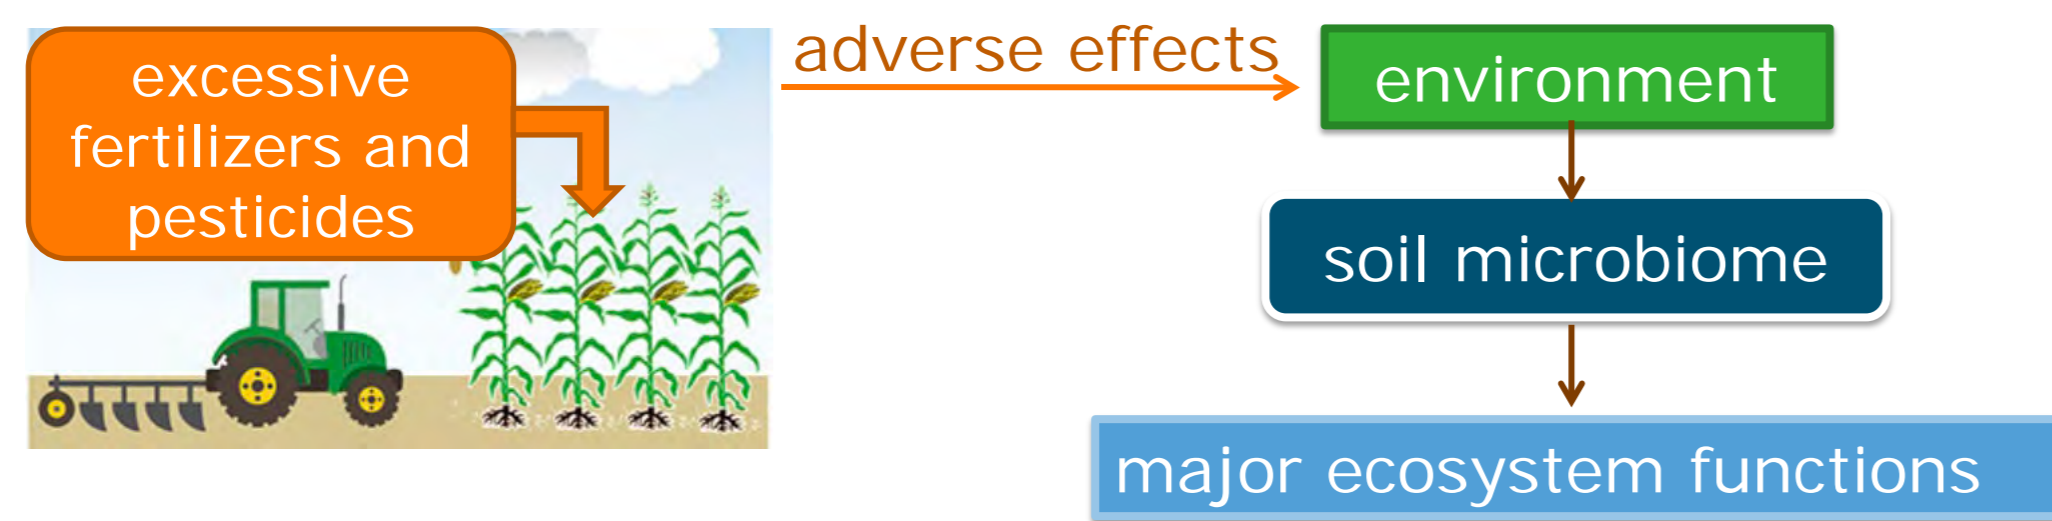 excessive
fertilizers and
pesticides
adverse effects
environment
soil microbiome
major ecosystem functions